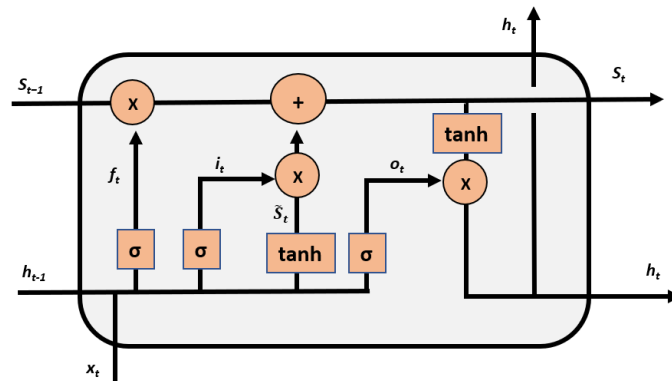 h_t
S_{t-1}
S_t
x
+
tanh
f_t
i_t
x
o_t
x
S̃_t
σ
σ
tanh
σ
h_{t-1}
h_t
x_t